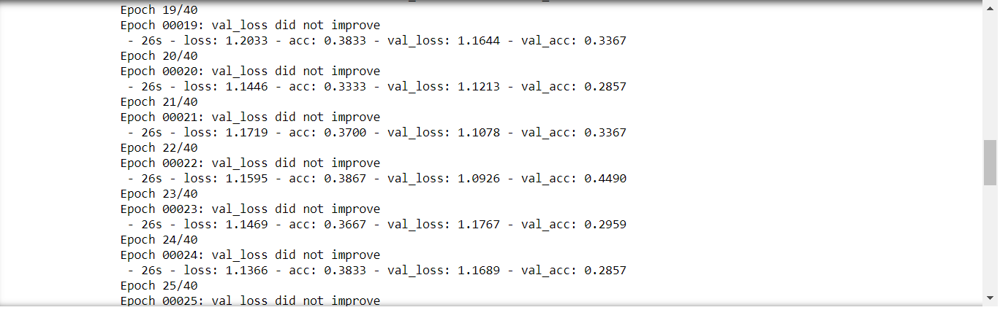 Epoch 19/40
Epoch 00019: val_loss did not improve
- 26s - loss: 1.2033 - acc: 0.3833 - val_loss: 1.1644 - val_acc: 0.3367
Epoch 20/40
Epoch 00020: val_loss did not improve
- 26s - loss: 1.1446 - acc: 0.3333 - val_loss: 1.1213 - val_acc: 0.2857
Epoch 21/40
Epoch 00021: val_loss did not improve
- 26s - loss: 1.1719 - acc: 0.3700 - val_loss: 1.1078 - val_acc: 0.3367
Epoch 22/40
Epoch 00022: val_loss did not improve
- 26s - loss: 1.1595 - acc: 0.3867 - val_loss: 1.0926 - val_acc: 0.4490
Epoch 23/40
Epoch 00023: val_loss did not improve
- 26s - loss: 1.1469 - acc: 0.3667 - val_loss: 1.1767 - val_acc: 0.2959
Epoch 24/40
Epoch 00024: val_loss did not improve
- 26s - loss: 1.1366 - acc: 0.3833 - val_loss: 1.1689 - val_acc: 0.2857
Epoch 25/40
Epoch 00025: val_loss did not improve